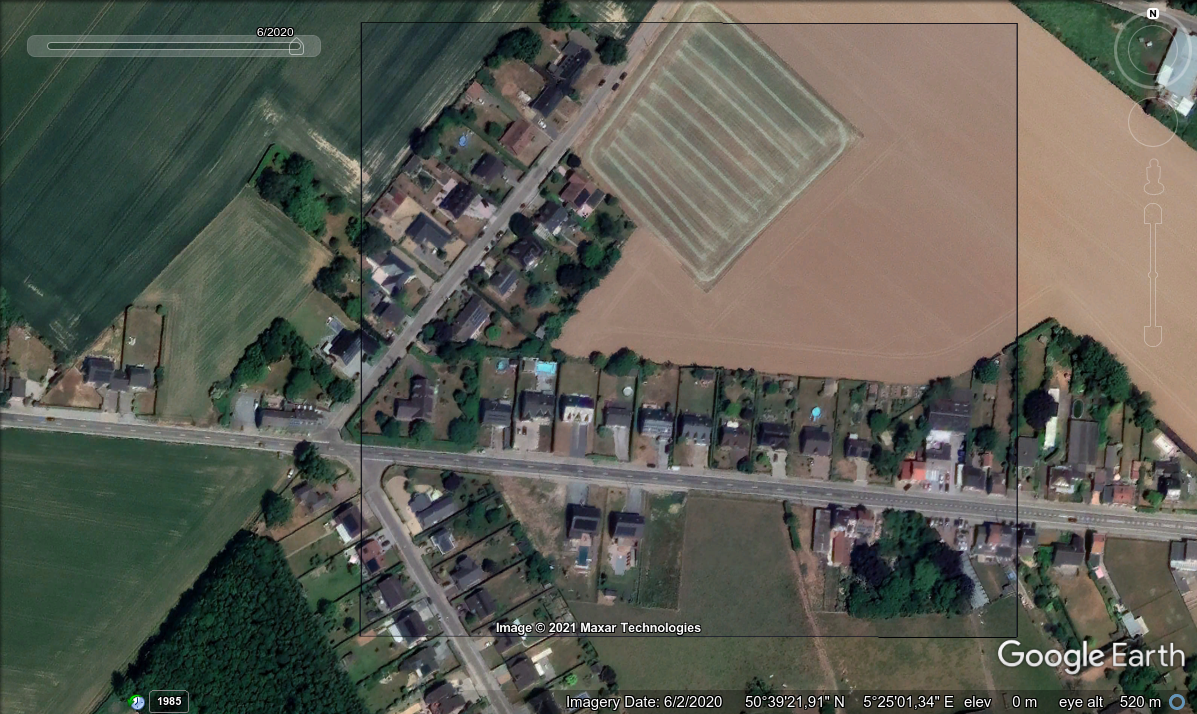 6/2020
N
Image © 2021 Maxar Technologies
Google Earth
1985
Imagery Date: 6/2/2020 50°39'21,91" N 5°25'01,34" E elev 0 m eye alt 520 m